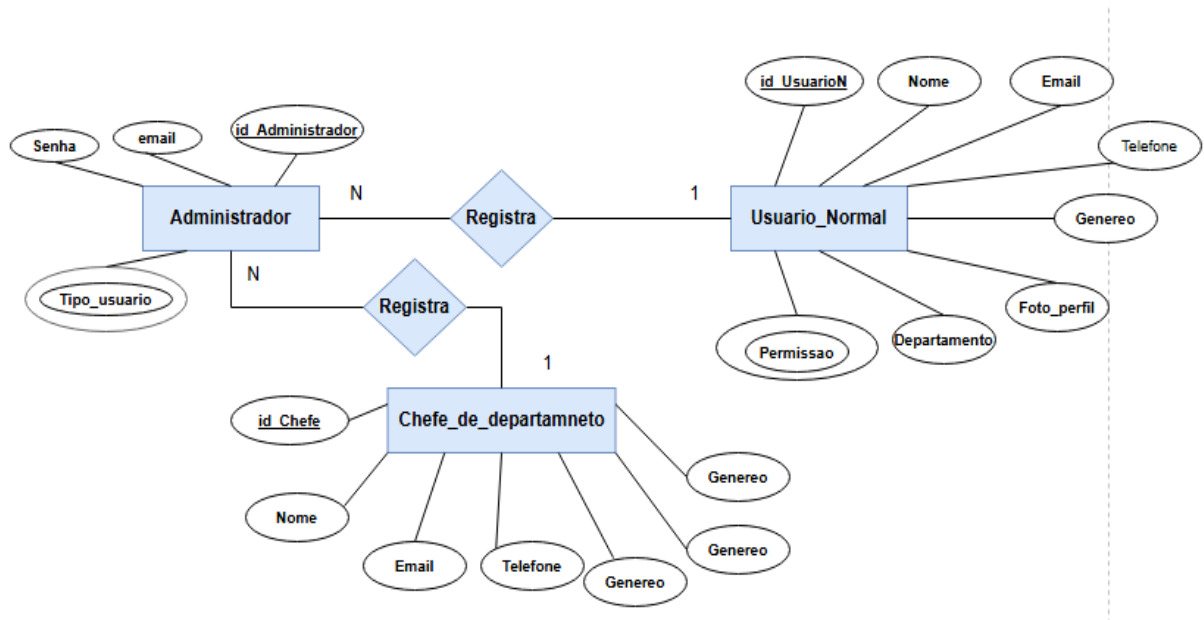 id_UsuarioN
Nome
Email
Senha
email
id_Administrador
Telefone
Administrador
N
Registra
1
Usuario_Normal
Genereo
N
Tipo_usuario
Registra
Foto_perfil
Permissao
Departamento
1
id_Chefe
Chefe_de_departamneto
Genereo
Nome
Genereo
Email
Telefone
Genereo